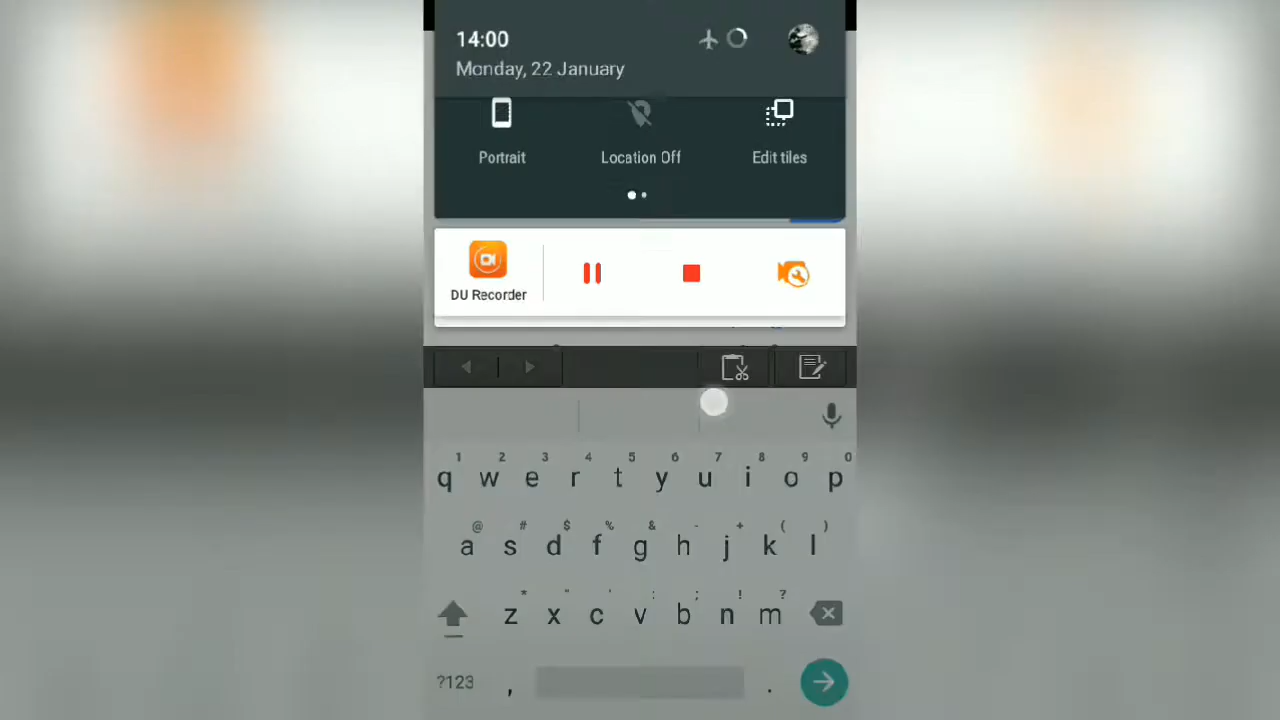 14:00
Monday, 22 January
Portrait Location Off Edit tiles
DU Recorder
1 2 3 4 5 6 7 8 9 0
q w e r t y u i o p
@ # $ % & - + ( )
a s d f g h j k l
* " ' : ; ! ?
z x c v b n m
?123 , .